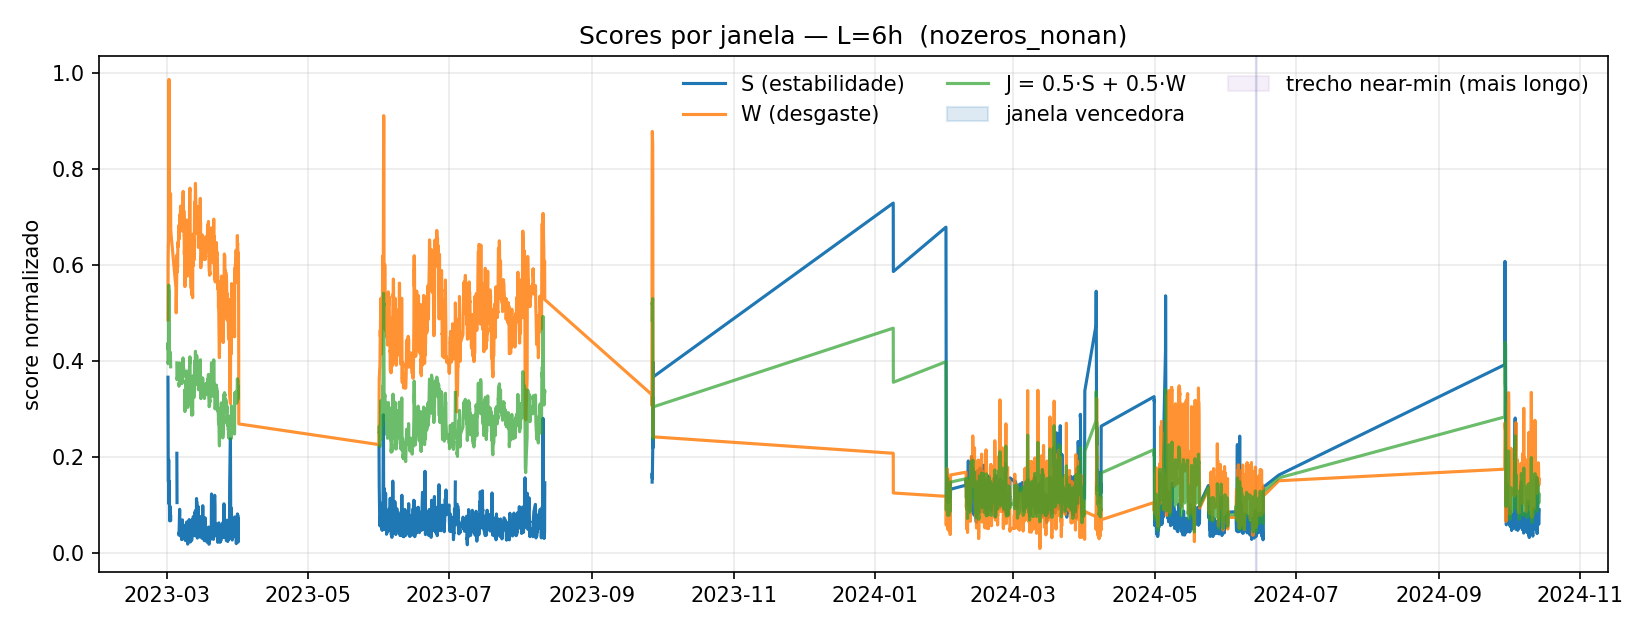 Scores por janela — L=6h  (nozeros_nonan)
S (estabilidade)
W (desgaste)
J = 0.5·S + 0.5·W
janela vencedora
trecho near-min (mais longo)
score normalizado
1.0
0.8
0.6
0.4
0.2
0.0
2023-03
2023-05
2023-07
2023-09
2023-11
2024-01
2024-03
2024-05
2024-07
2024-09
2024-11